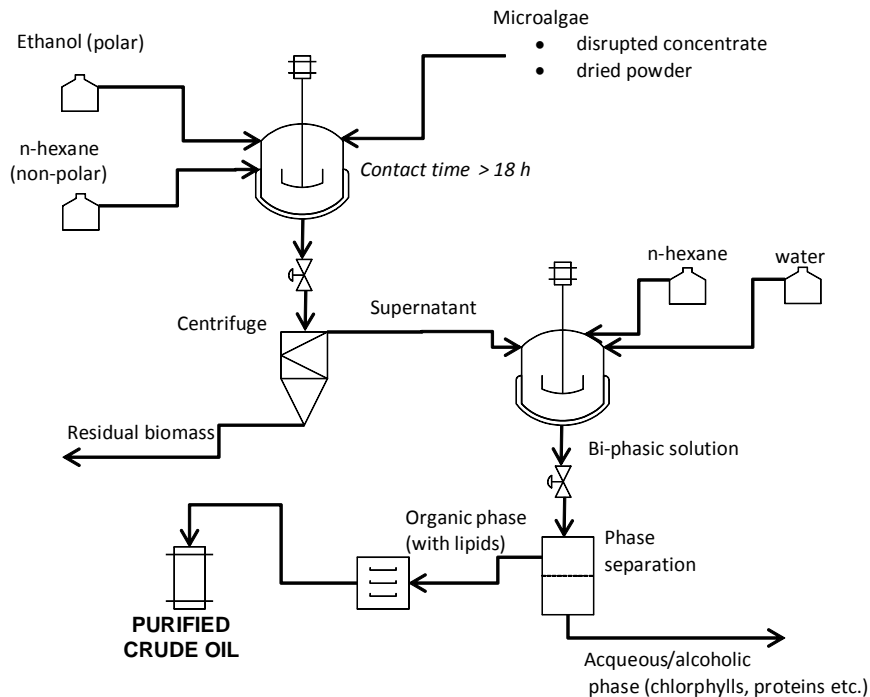 Microalgae
• disrupted concentrate
• dried powder
Ethanol (polar)
n-hexane
(non-polar)
Contact time > 18 h
n-hexane
water
Centrifuge
Supernatant
Residual biomass
Bi-phasic solution
Organic phase
(with lipids)
Phase
separation
PURIFIED
CRUDE OIL
Acqueous/alcoholic
phase (chlorphylls, proteins etc.)